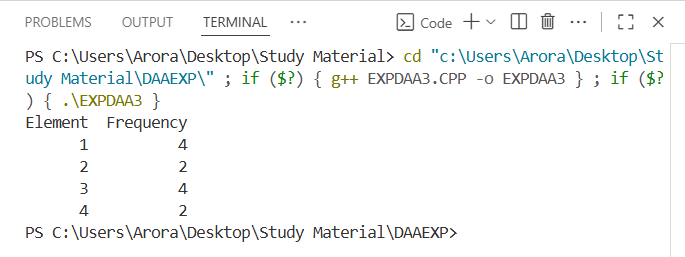 PROBLEMS OUTPUT TERMINAL ... Code
PS C:\Users\Arora\Desktop\Study Material> cd "c:\Users\Arora\Desktop\St
udy Material\DAAEXP\" ; if ($?) { g++ EXPDAA3.CPP -o EXPDAA3 } ; if ($?
) { .\EXPDAA3 }
Element  Frequency
      1          4
      2          2
      3          4
      4          2
PS C:\Users\Arora\Desktop\Study Material\DAAEXP>